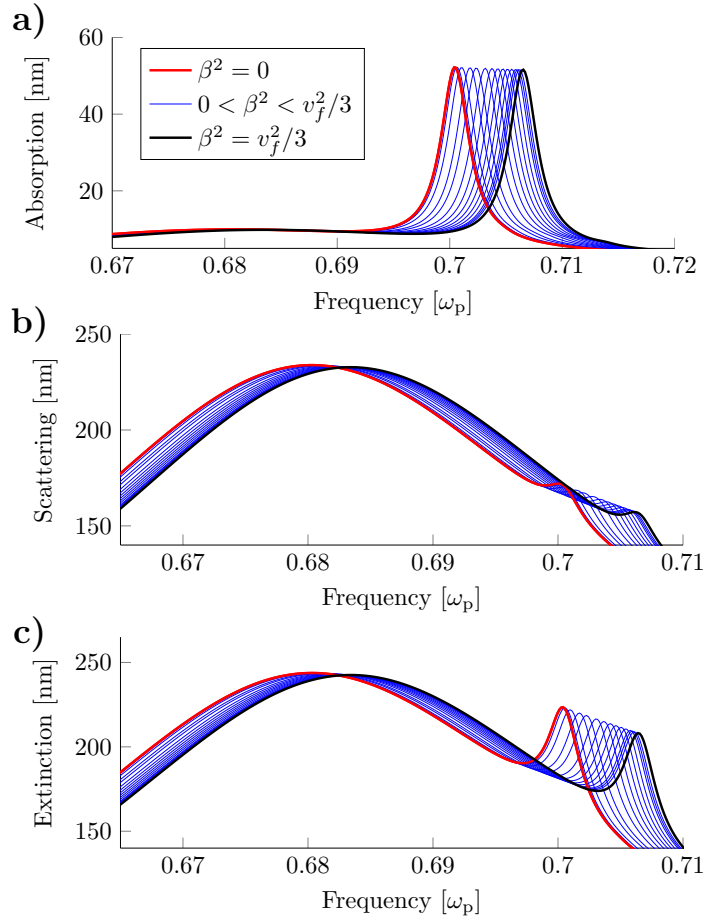 a)
Absorption [nm]
60
40
20
β² = 0
0 < β² < v_f²/3
β² = v_f²/3
0.67 0.68 0.69 0.7 0.71 0.72
Frequency [ω_p]
b)
Scattering [nm]
250
200
150
0.67 0.68 0.69 0.7 0.71
Frequency [ω_p]
c)
Extinction [nm]
250
200
150
0.67 0.68 0.69 0.7 0.71
Frequency [ω_p]